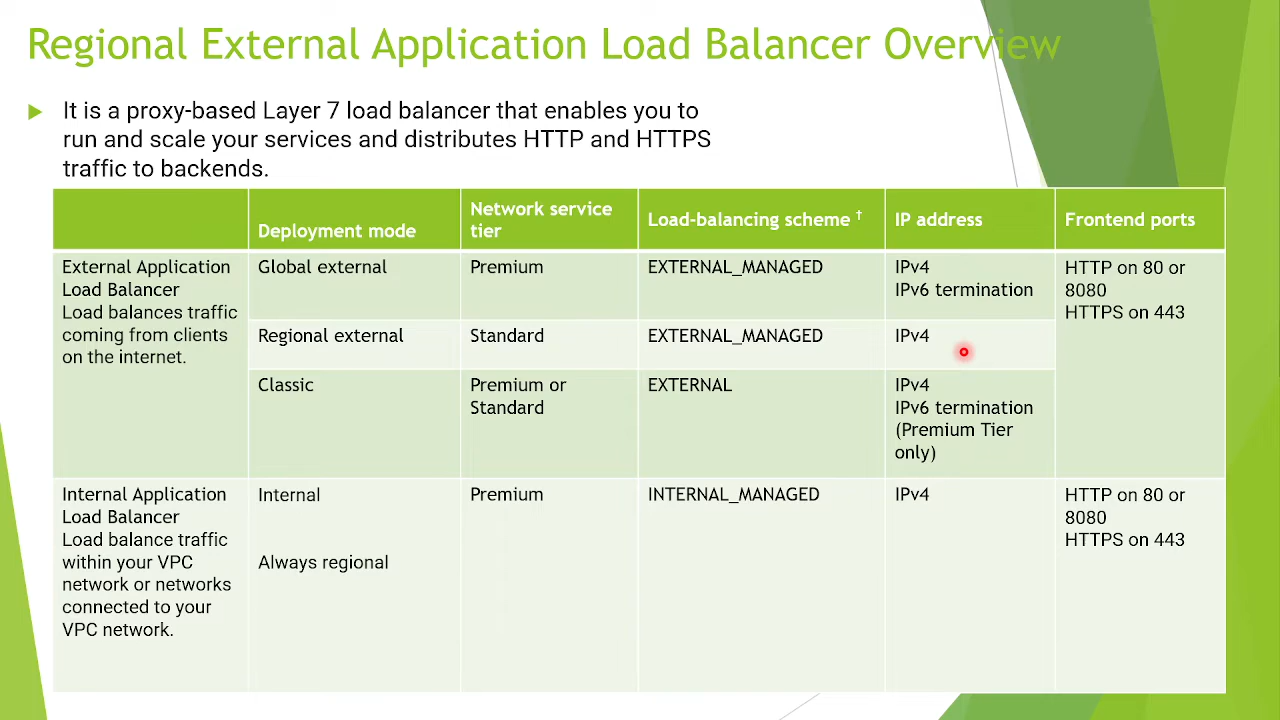 Regional External Application Load Balancer Overview
It is a proxy-based Layer 7 load balancer that enables you to
run and scale your services and distributes HTTP and HTTPS
traffic to backends.
Deployment mode
Network service
tier
Load-balancing scheme †
IP address
Frontend ports
External Application
Load Balancer
Load balances traffic
coming from clients
on the internet.
Global external
Premium
EXTERNAL_MANAGED
IPv4
IPv6 termination
HTTP on 80 or
8080
HTTPS on 443
Regional external
Standard
EXTERNAL_MANAGED
IPv4
Classic
Premium or
Standard
EXTERNAL
IPv4
IPv6 termination
(Premium Tier
only)
Internal Application
Load Balancer
Load balance traffic
within your VPC
network or networks
connected to your
VPC network.
Internal
Always regional
Premium
INTERNAL_MANAGED
IPv4
HTTP on 80 or
8080
HTTPS on 443